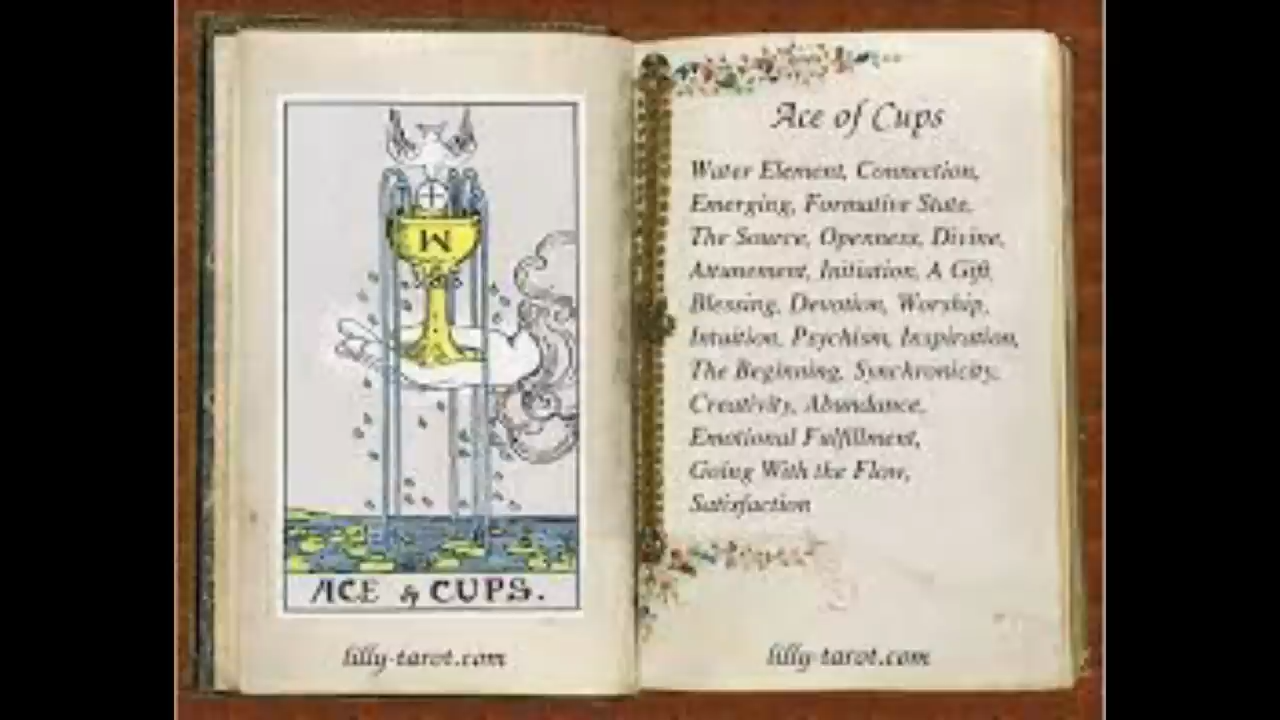 W
ACE of CUPS.
lilly-tarot.com
Ace of Cups
Water Element, Connection,
Emerging, Formative State,
The Source, Openness, Divine,
Attunement, Initiation, A Gift,
Blessing, Devotion, Worship,
Intuition, Psychism, Inspiration,
The Beginning, Synchronicity,
Creativity, Abundance,
Emotional Fulfillment,
Going With the Flow,
Satisfaction
lilly-tarot.com